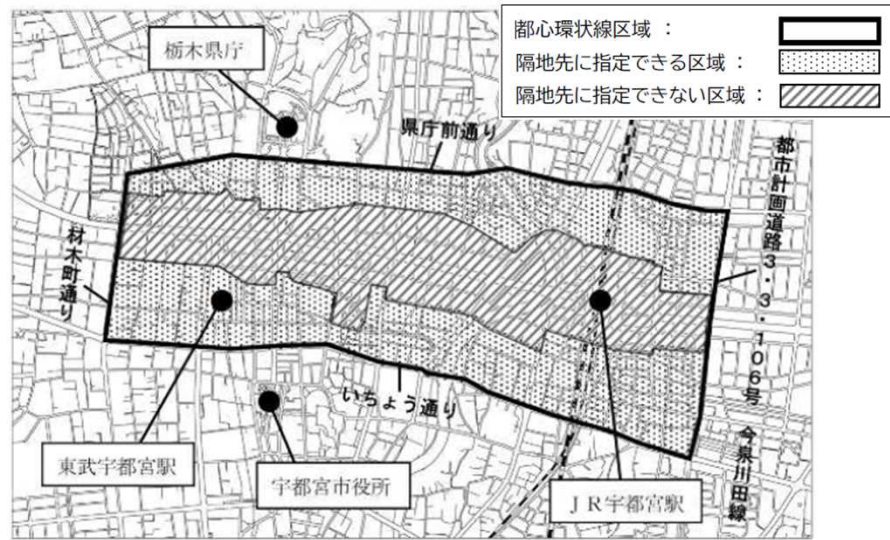 都心環状線区域 :
隔地先に指定できる区域 :
隔地先に指定できない区域 :
栃木県庁
県庁前通り
都市計画道路3・3・106号 今泉川田線
材木町通り
いちょう通り
東武宇都宮駅
宇都宮市役所
JR宇都宮駅